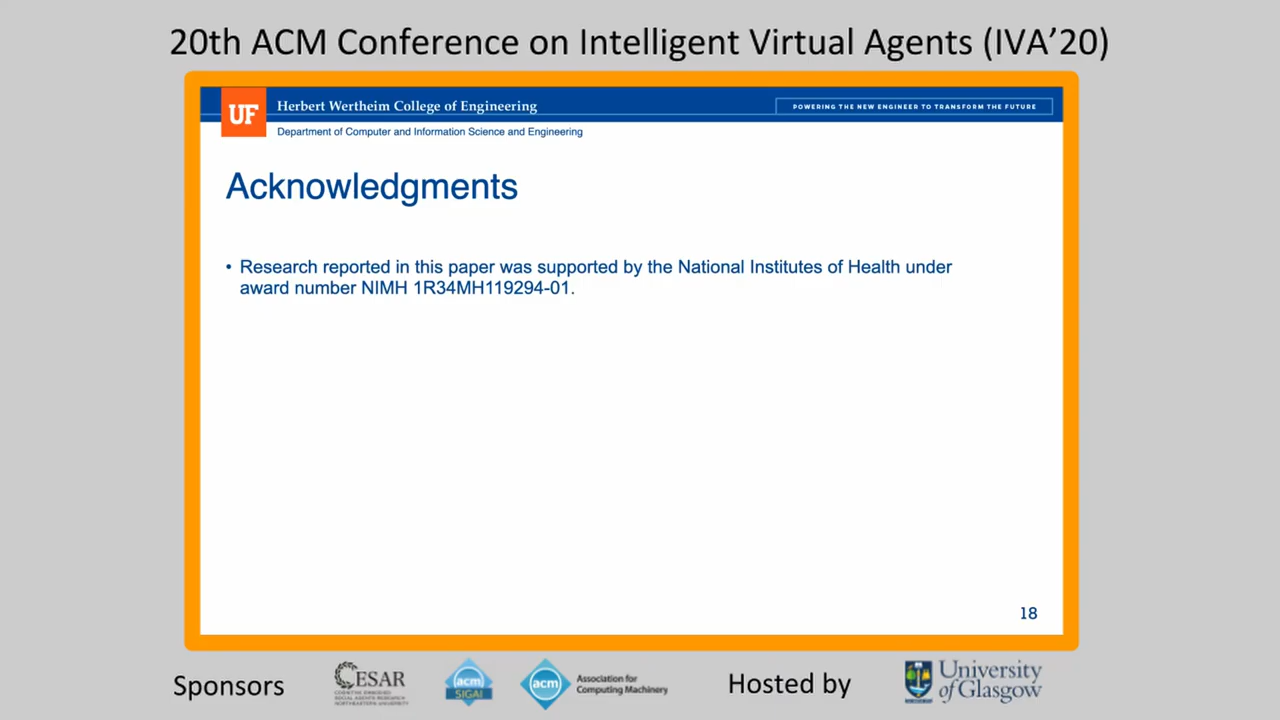 20th ACM Conference on Intelligent Virtual Agents (IVA’20)
UF
Herbert Wertheim College of Engineering
POWERING THE NEW ENGINEER TO TRANSFORM THE FUTURE
Department of Computer and Information Science and Engineering
Acknowledgments
• Research reported in this paper was supported by the National Institutes of Health under
award number NIMH 1R34MH119294-01.
18
Sponsors
CESAR
COGNITIVE EMBODIED
SOCIAL AGENTS RESEARCH
NORTHEASTERN UNIVERSITY
acm
SIGAI
acm
Association for
Computing Machinery
Hosted by
University
of Glasgow